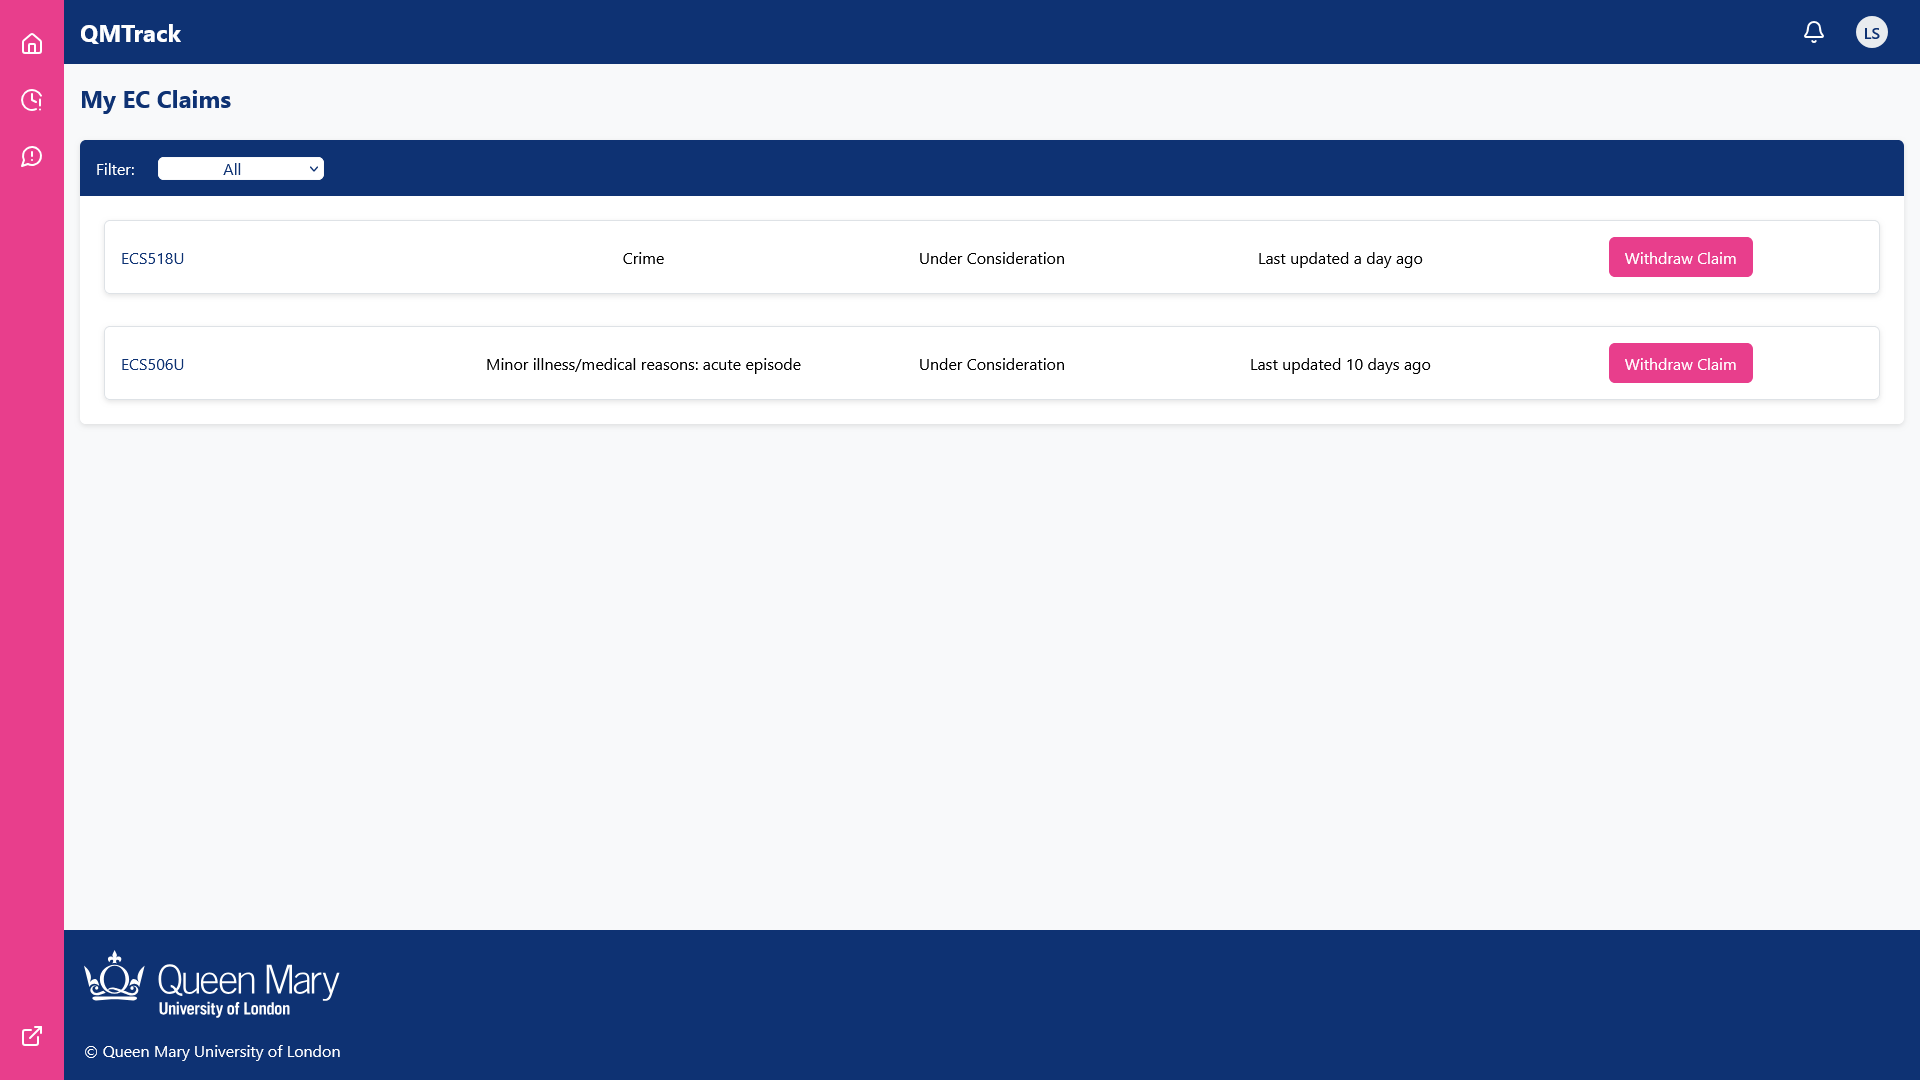 QMTrack
LS
My EC Claims
Filter: All
ECS518U Crime Under Consideration Last updated a day ago Withdraw Claim
ECS506U Minor illness/medical reasons: acute episode Under Consideration Last updated 10 days ago Withdraw Claim
Queen Mary
University of London
© Queen Mary University of London